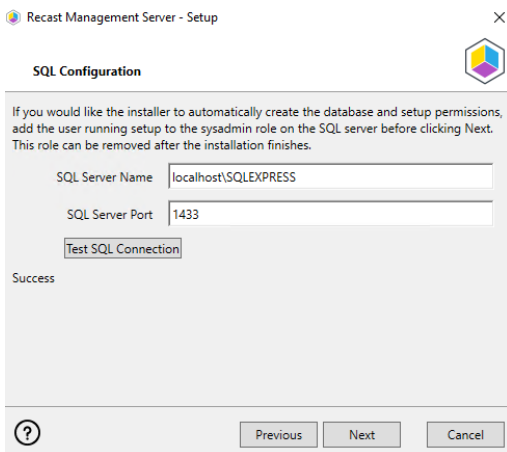 Recast Management Server - Setup
SQL Configuration
If you would like the installer to automatically create the database and setup permissions,
add the user running setup to the sysadmin role on the SQL server before clicking Next.
This role can be removed after the installation finishes.
SQL Server Name localhost\SQLEXPRESS
SQL Server Port 1433
Test SQL Connection
Success
? Previous Next Cancel